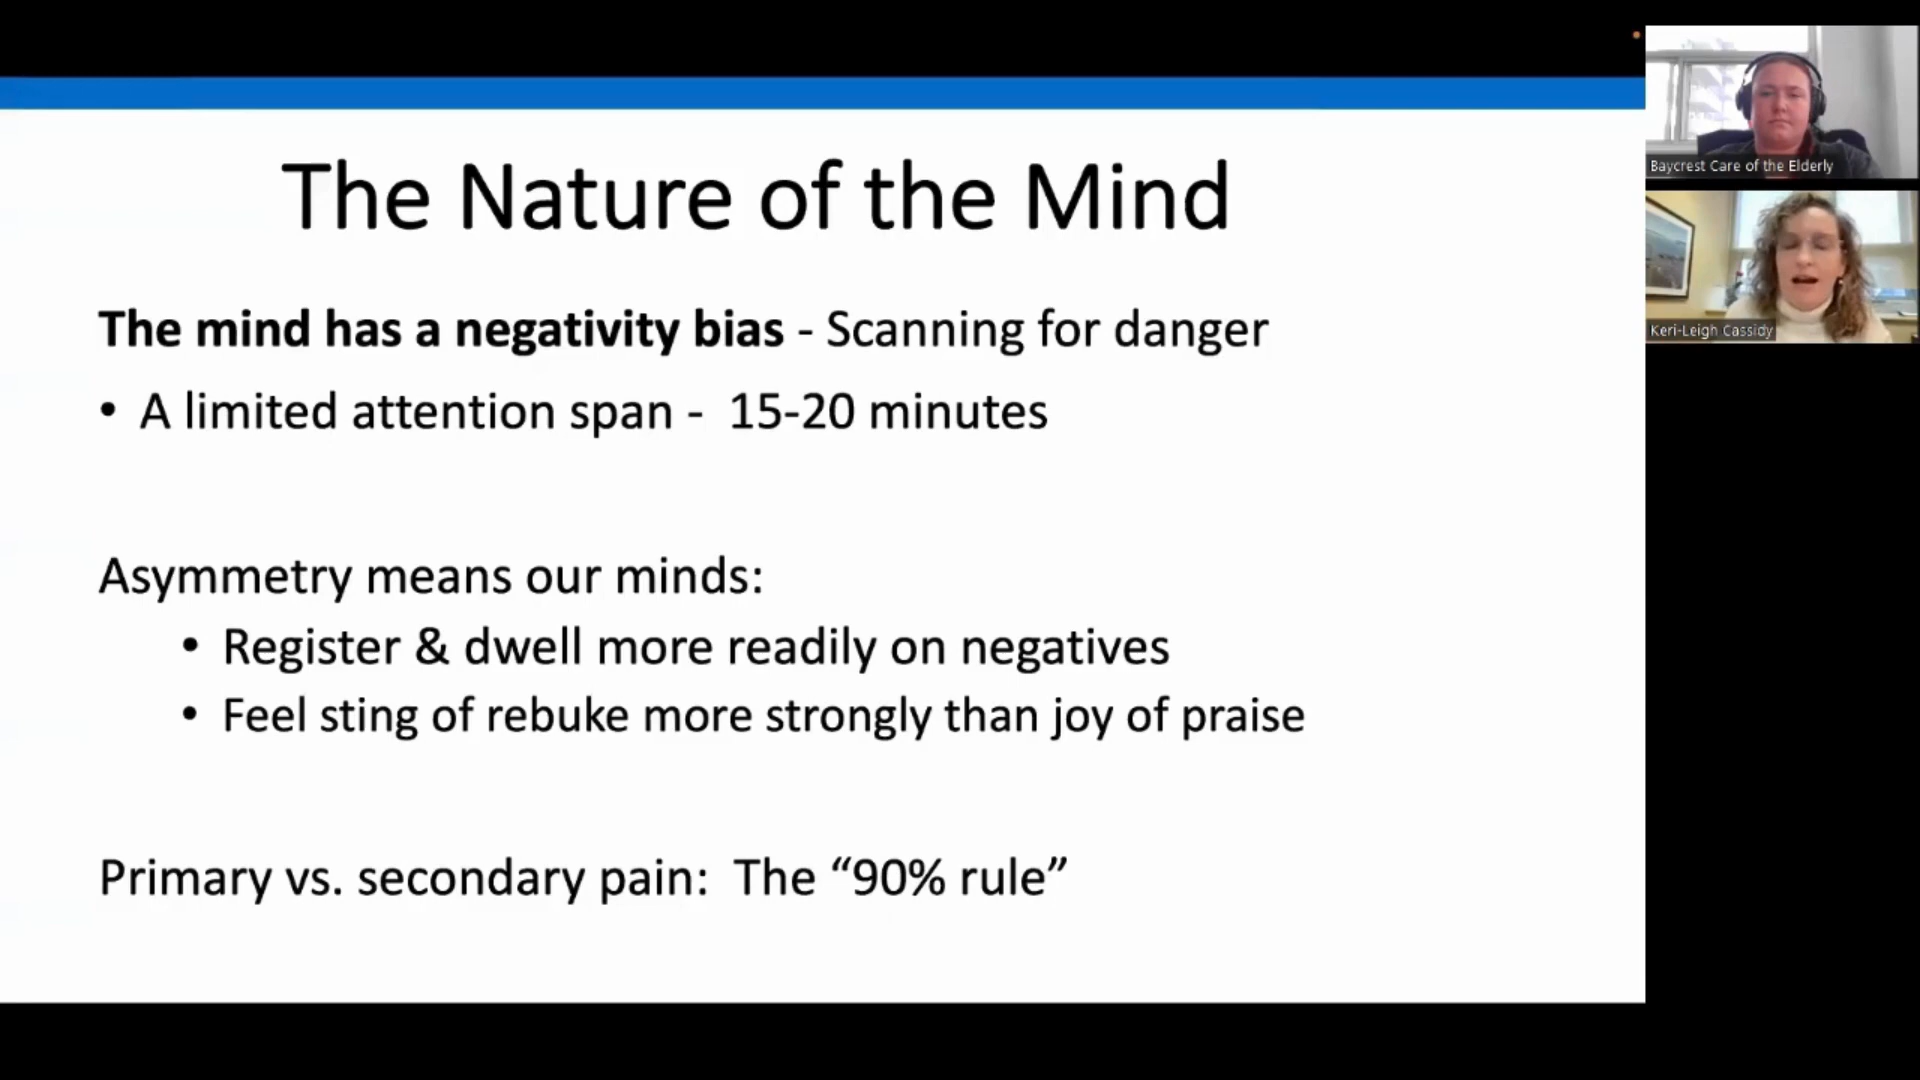 The Nature of the Mind
The mind has a negativity bias - Scanning for danger
• A limited attention span - 15-20 minutes
Asymmetry means our minds:
• Register & dwell more readily on negatives
• Feel sting of rebuke more strongly than joy of praise
Primary vs. secondary pain: The “90% rule”
Baycrest Care of the Elderly
Keri-Leigh Cassidy